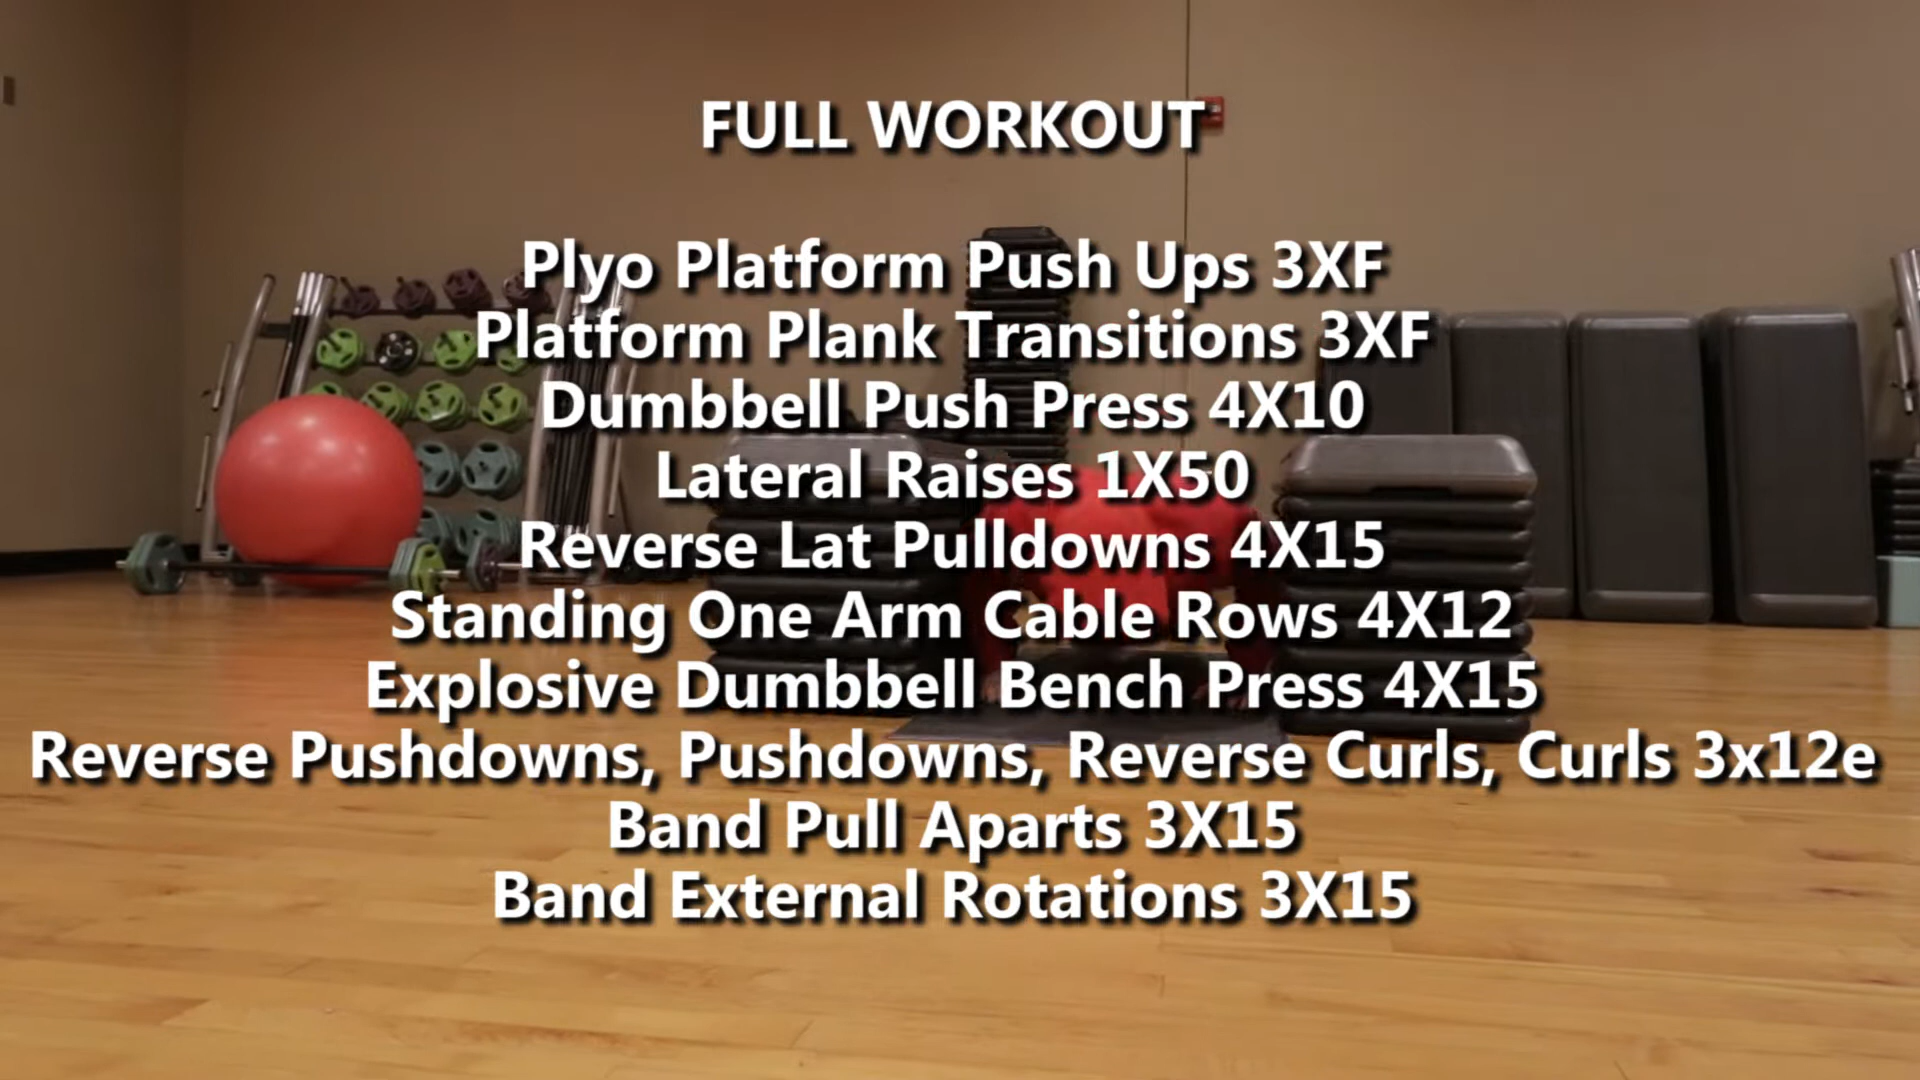 FULL WORKOUT
Plyo Platform Push Ups 3XF
Platform Plank Transitions 3XF
Dumbbell Push Press 4X10
Lateral Raises 1X50
Reverse Lat Pulldowns 4X15
Standing One Arm Cable Rows 4X12
Explosive Dumbbell Bench Press 4X15
Reverse Pushdowns, Pushdowns, Reverse Curls, Curls 3x12e
Band Pull Aparts 3X15
Band External Rotations 3X15